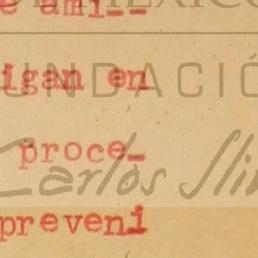 e ami--
igan en
UNDACIÓ
proce-
Carlos Sli
preveni